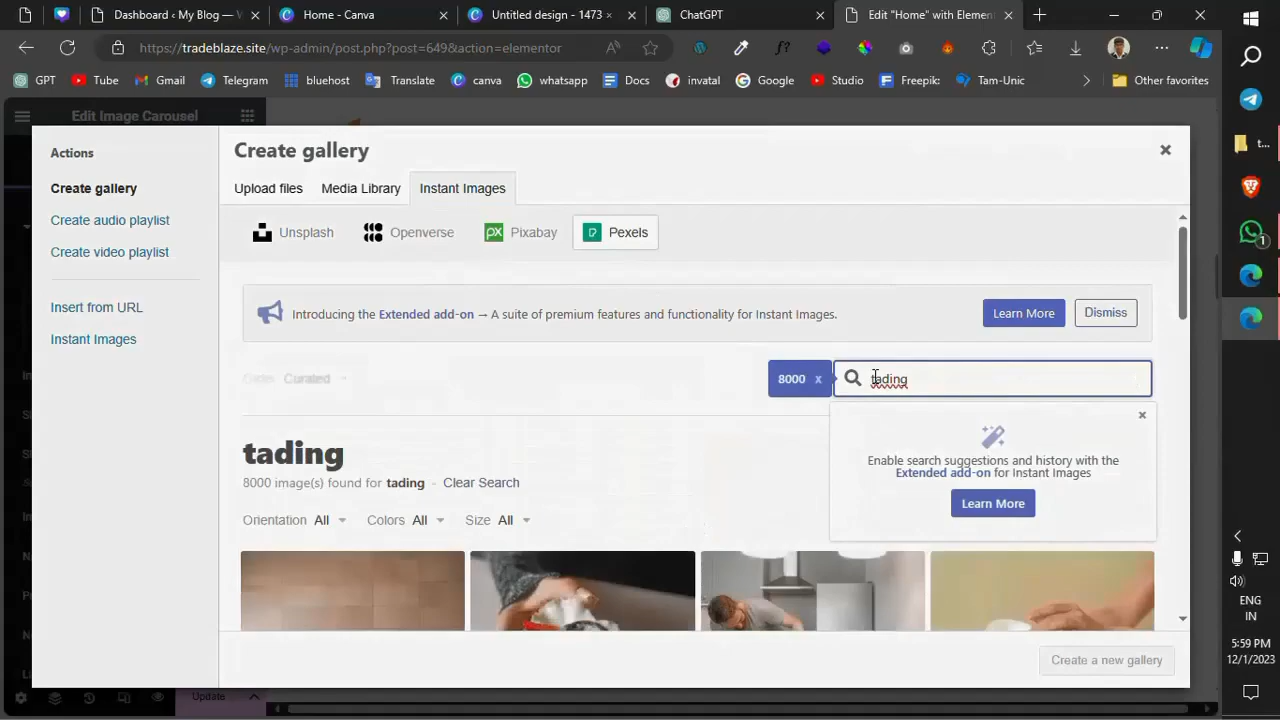 Dashboard ‹ My Blog — W
Home - Canva
Untitled design - 1473 ×
ChatGPT
Edit "Home" with Elemen
https://tradeblaze.site/wp-admin/post.php?post=649&action=elementor
GPT
Tube
Gmail
Telegram
bluehost
Translate
canva
whatsapp
Docs
invatal
Google
Studio
Freepik:
Tam-Unic
Other favorites
Edit Image Carousel
Actions
Create gallery
Create audio playlist
Create video playlist
Insert from URL
Instant Images
Create gallery
Upload files
Media Library
Instant Images
Unsplash
Openverse
Pixabay
Pexels
Introducing the Extended add-on → A suite of premium features and functionality for Instant Images.
Learn More
Dismiss
Curated
8000 x
tading
Enable search suggestions and history with the
Extended add-on for Instant Images
Learn More
tading
8000 image(s) found for tading - Clear Search
Orientation All
Colors All
Size All
Create a new gallery
Update
t...
1
ENG
IN
5:59 PM
12/1/2023